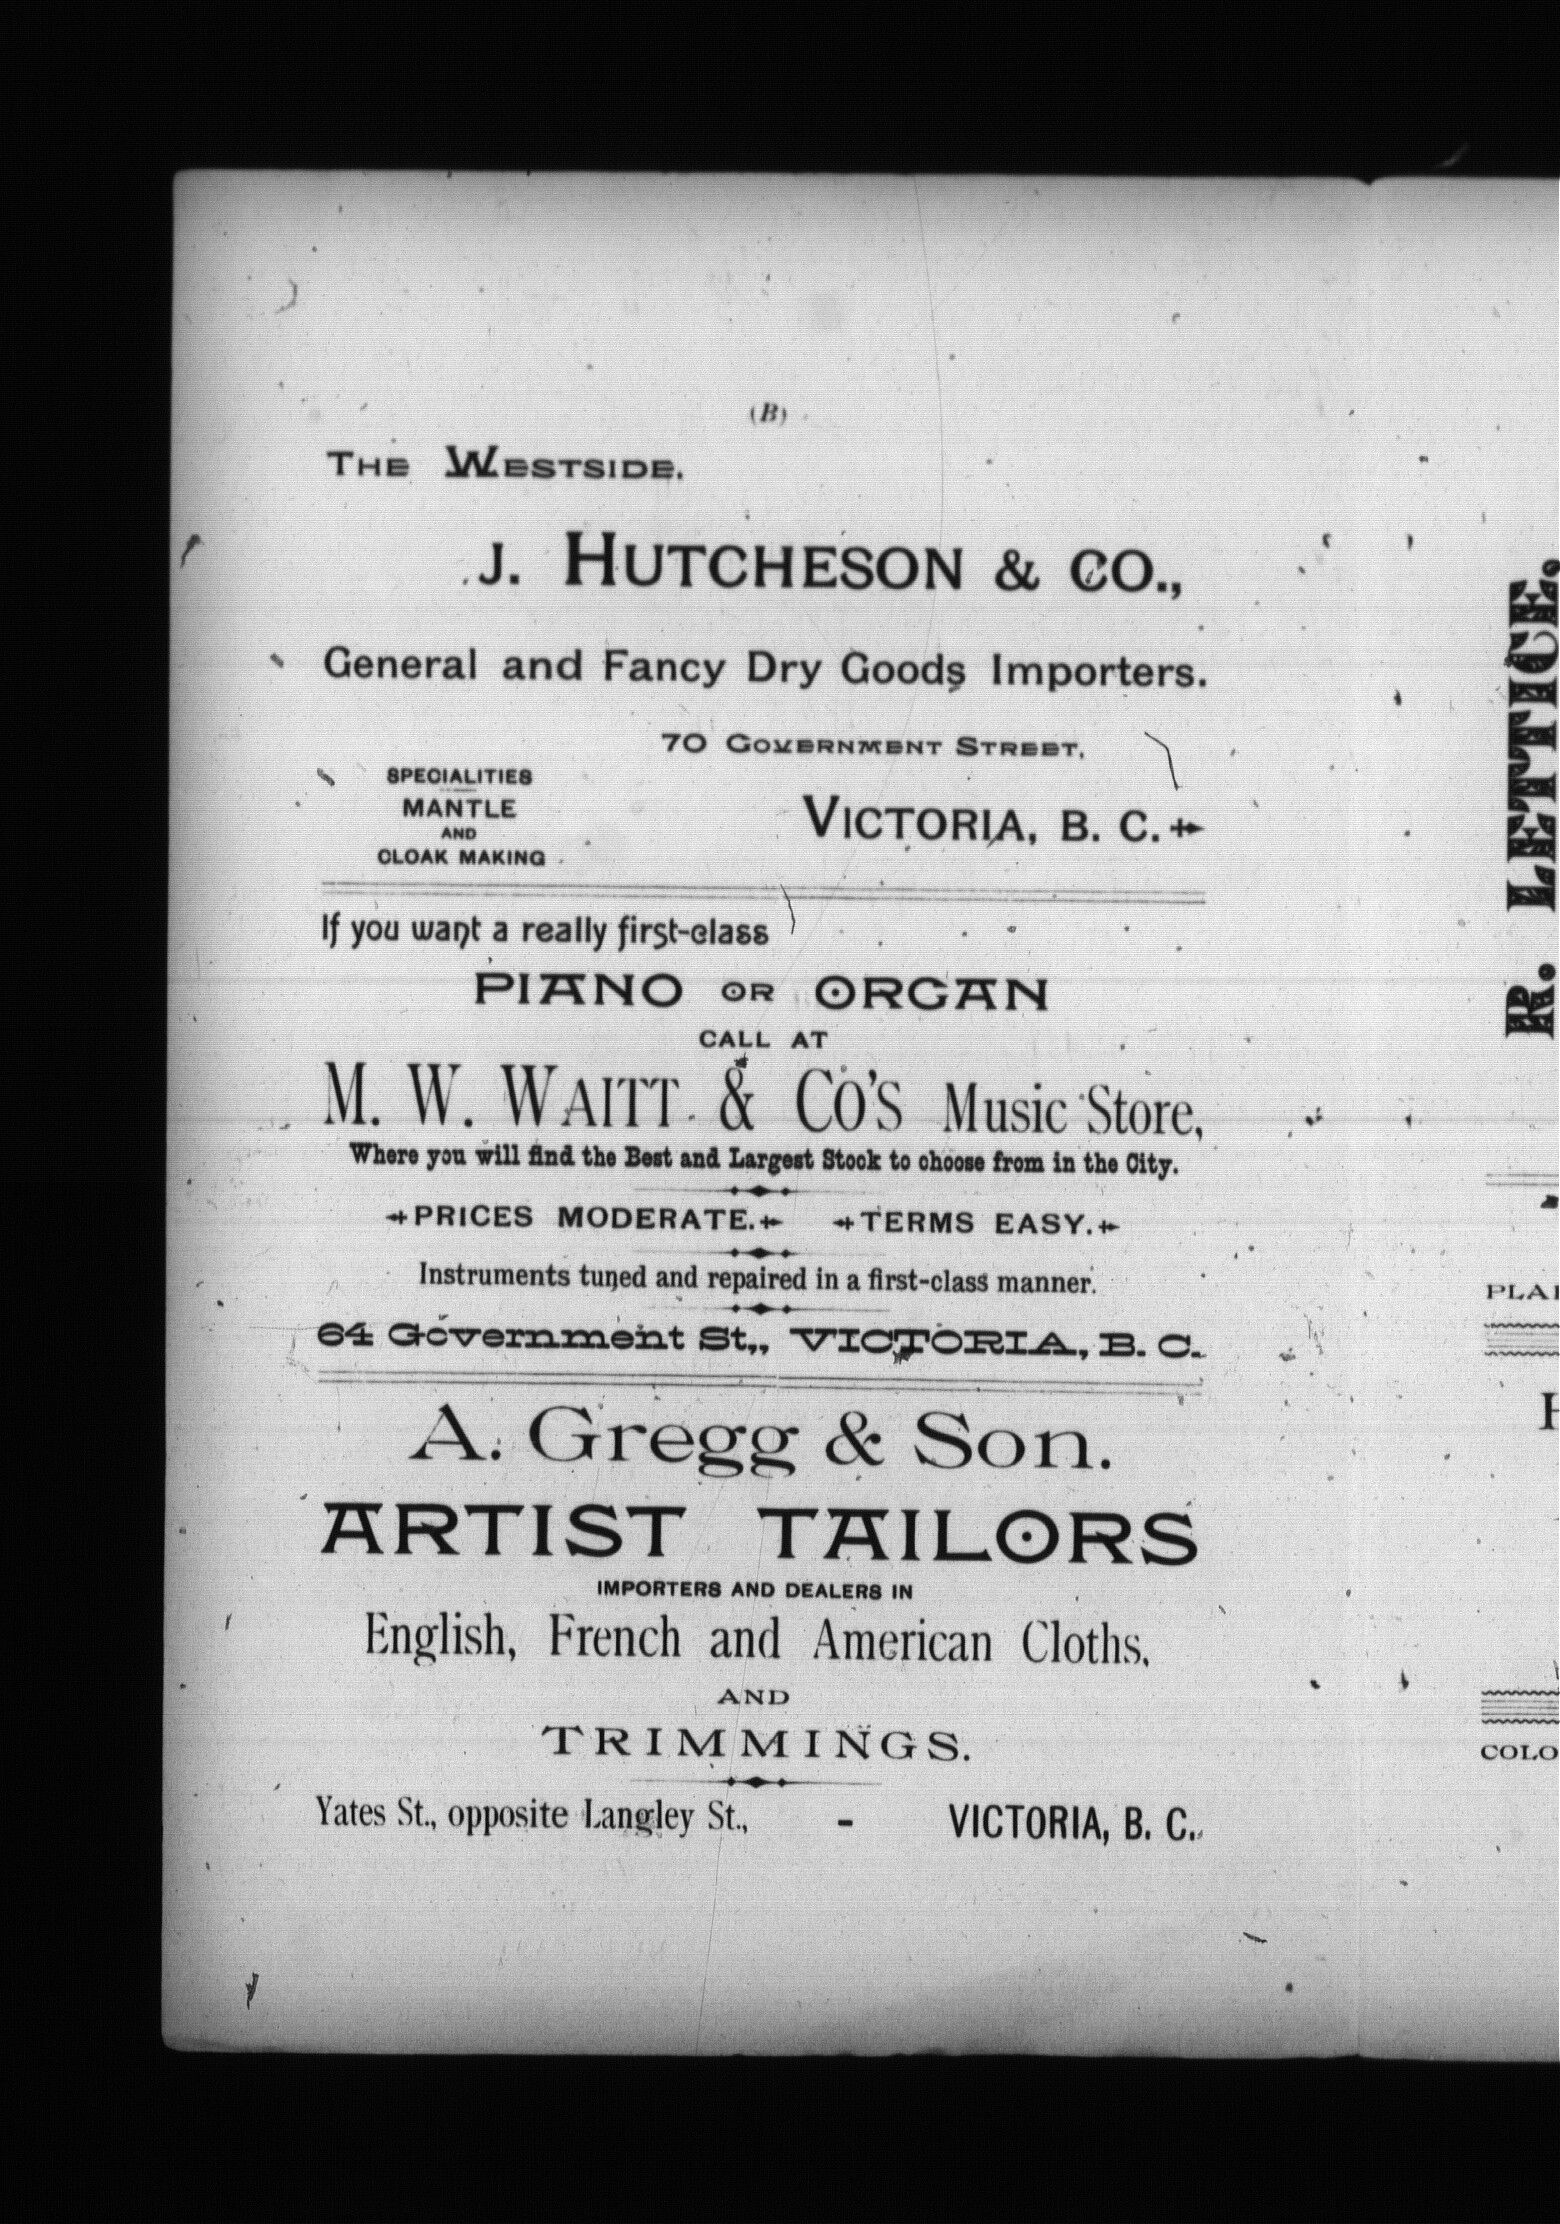 (B)
THE WESTSIDE.
J. HUTCHESON & CO.,
General and Fancy Dry Goods Importers.
70 GOVERNMENT STREET,
SPECIALITIES
MANTLE
AND
CLOAK MAKING
VICTORIA, B. C.
If you want a really first-class
PIANO OR ORGAN
CALL AT
M. W. WAITT & CO'S Music Store,
Where you will find the Best and Largest Stock to choose from in the City.
PRICES MODERATE. TERMS EASY.
Instruments tuned and repaired in a first-class manner.
64 Government St., VICTORIA, B. C.
A. Gregg & Son.
ARTIST TAILORS
IMPORTERS AND DEALERS IN
English, French and American Cloths,
AND
TRIMMINGS.
Yates St., opposite Langley St., - VICTORIA, B. C.
R. LETTICE.